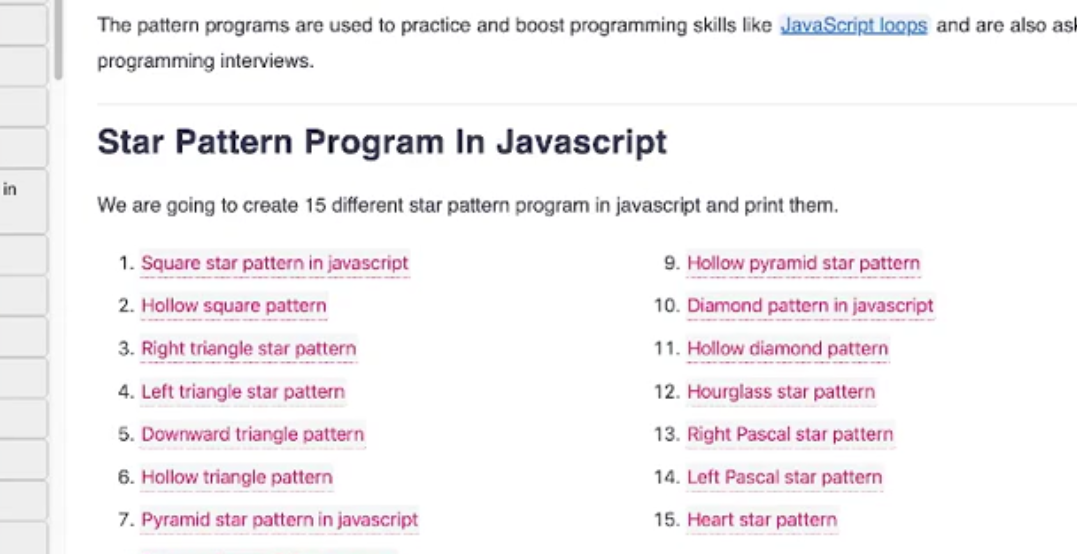 The pattern programs are used to practice and boost programming skills like JavaScript loops and are also
programming interviews.
Star Pattern Program In Javascript
in
We are going to create 15 different star pattern program in javascript and print them.
1. Square star pattern in javascript
2. Hollow square pattern
3. Right triangle star pattern
4. Left triangle star pattern
5. Downward triangle pattern
6. Hollow triangle pattern
7. Pyramid star pattern in javascript
9. Hollow pyramid star pattern
10. Diamond pattern in javascript
11. Hollow diamond pattern
12. Hourglass star pattern
13. Right Pascal star pattern
14. Left Pascal star pattern
15. Heart star pattern